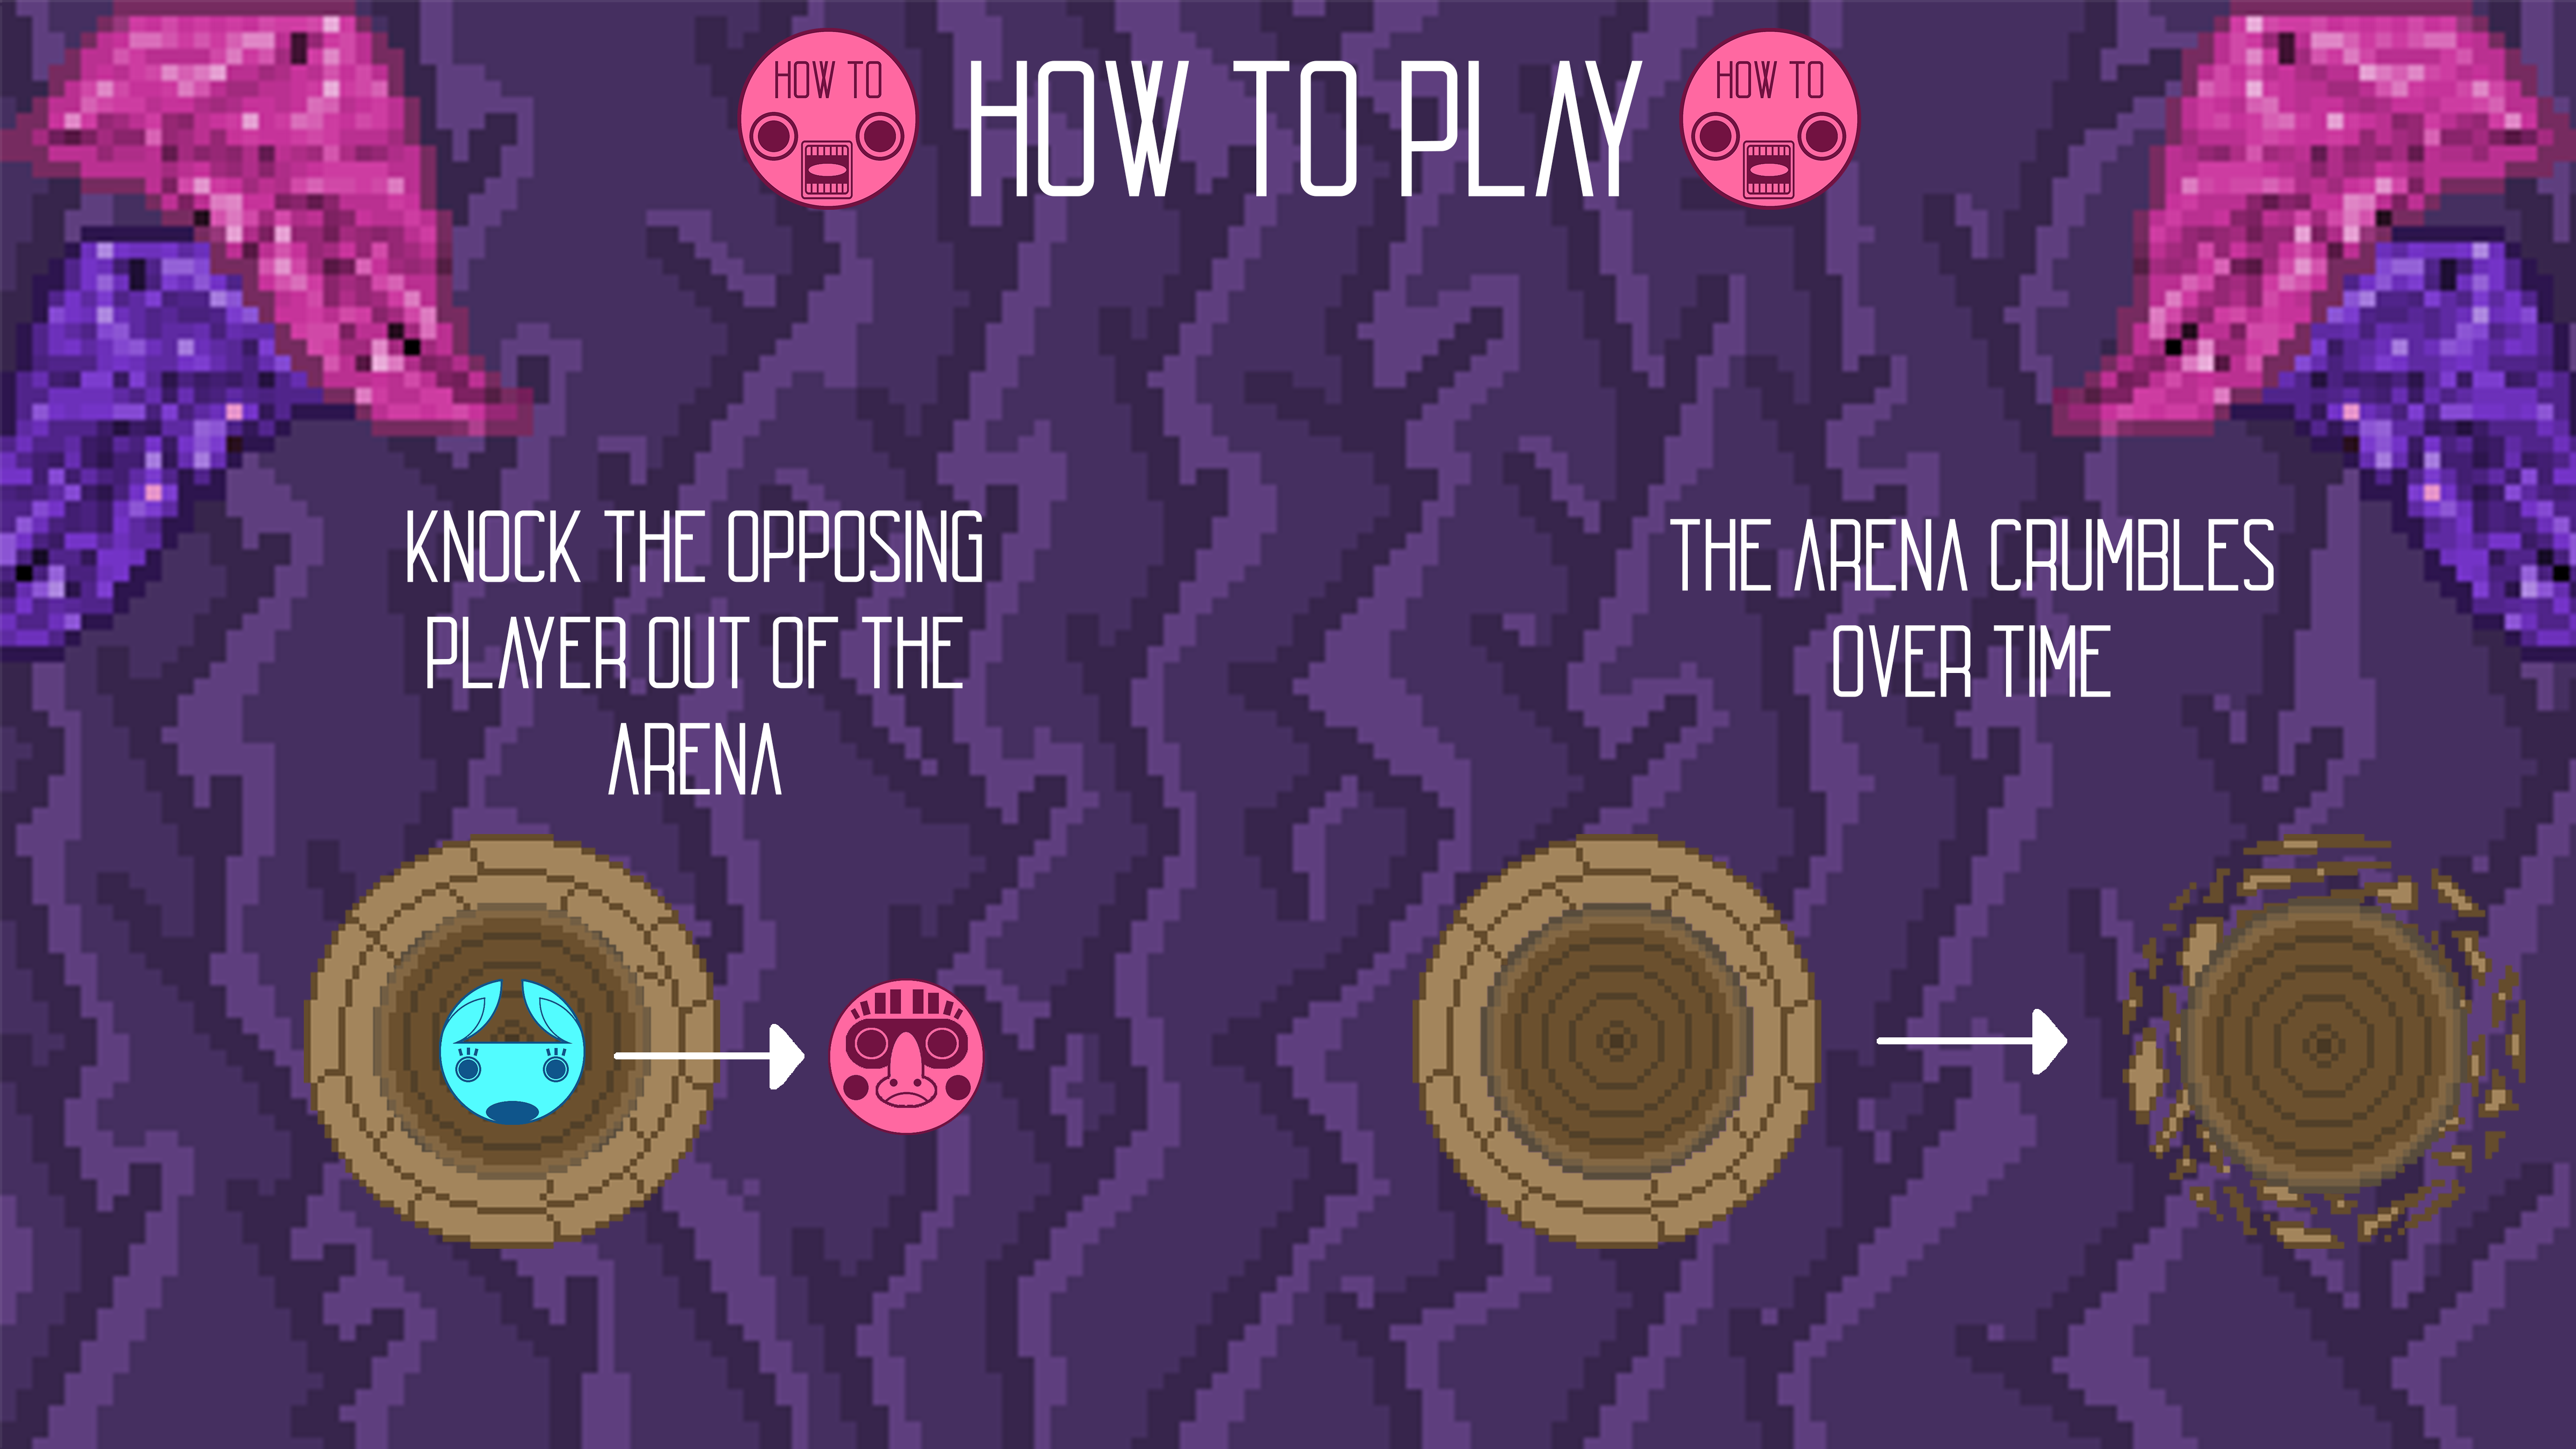 HOW TO
HOW TO PLAY
HOW TO
KNOCK THE OPPOSING
PLAYER OUT OF THE
ARENA
THE ARENA CRUMBLES
OVER TIME